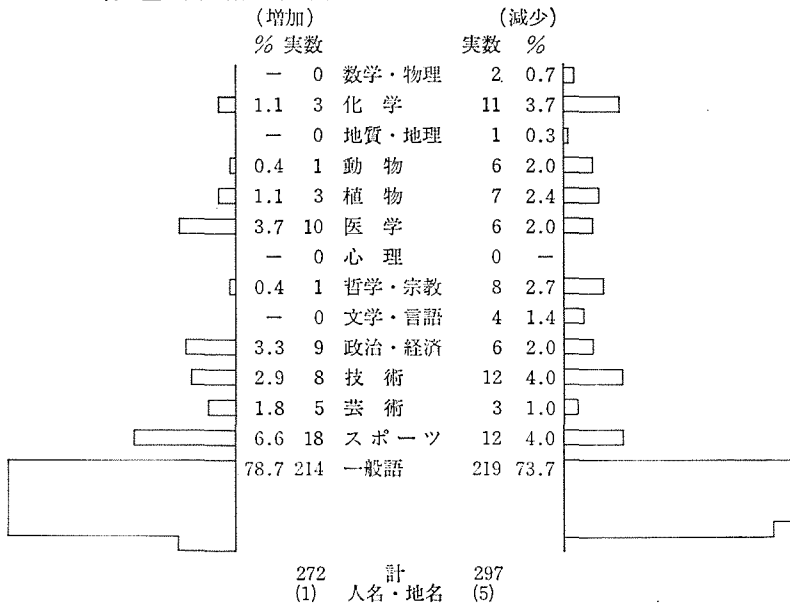 (増加) (減少)
% 実数 実数 %
— 0 数学・物理 2 0.7
1.1 3 化学 11 3.7
— 0 地質・地理 1 0.3
0.4 1 動物 6 2.0
1.1 3 植物 7 2.4
3.7 10 医学 6 2.0
— 0 心理 0 —
0.4 1 哲学・宗教 8 2.7
— 0 文学・言語 4 1.4
3.3 9 政治・経済 6 2.0
2.9 8 技術 12 4.0
1.8 5 芸術 3 1.0
6.6 18 スポーツ 12 4.0
78.7 214 一般語 219 73.7
272 計 297
(1) 人名・地名 (5)